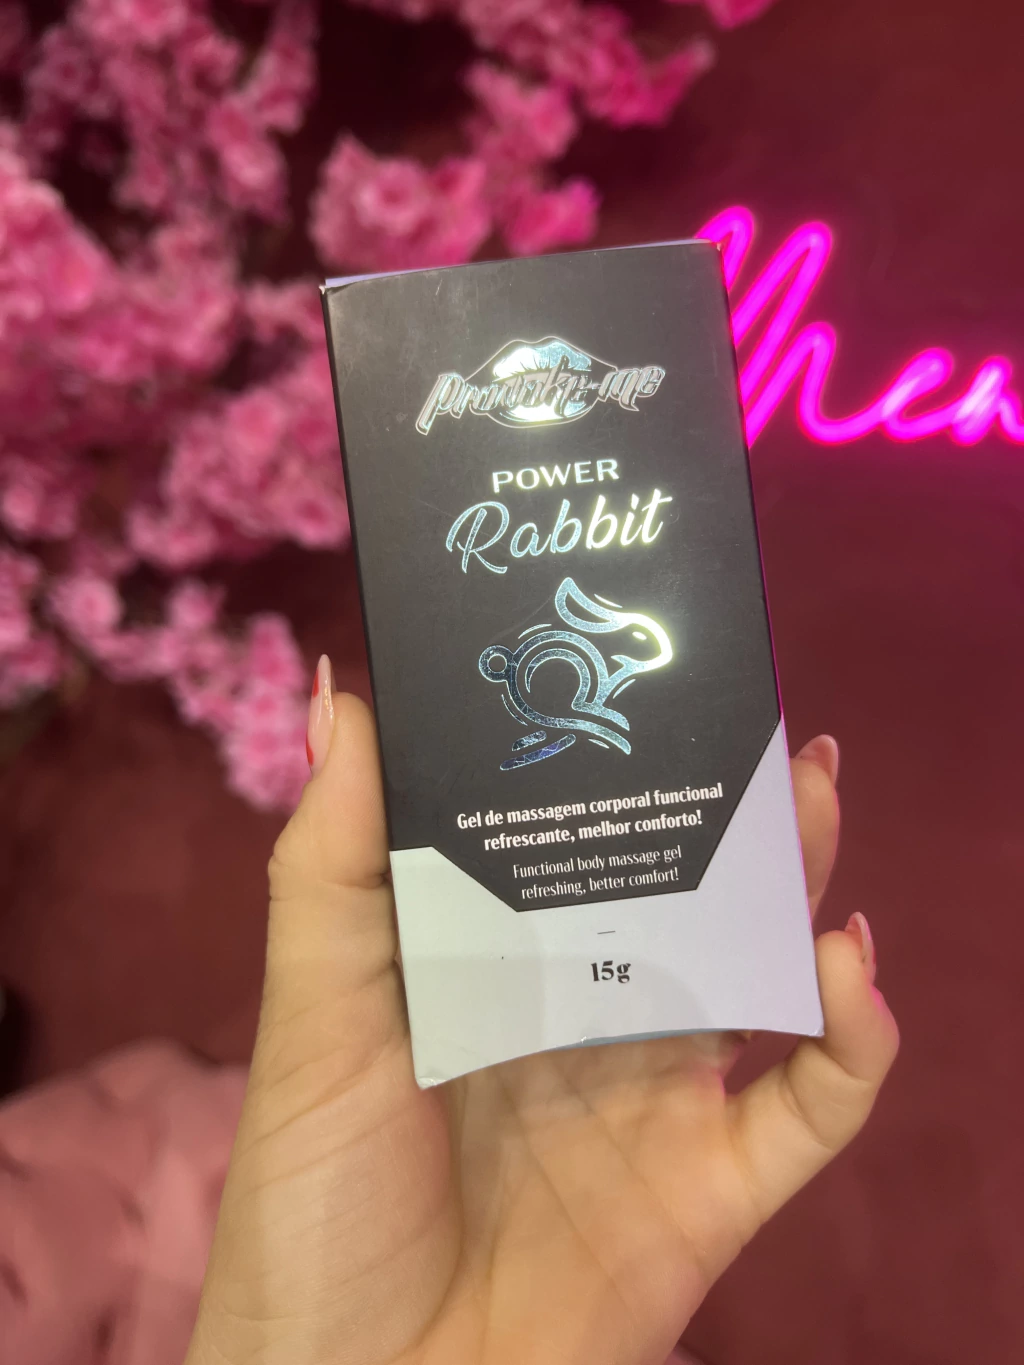 Provoke-me
POWER
Rabbit
Gel de massagem corporal funcional
refrescante, melhor conforto!
Functional body massage gel
refreshing, better comfort!
15g